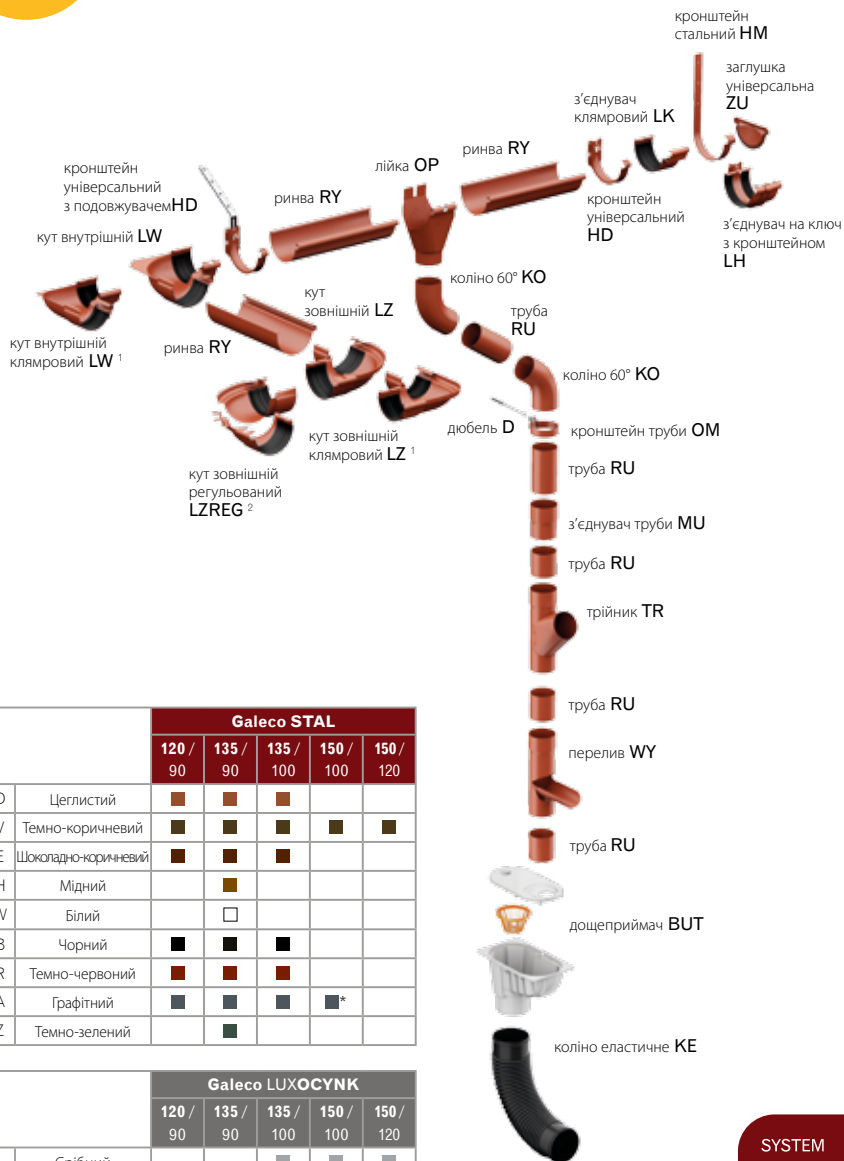 кронштейн
стальний HM
заглушка
універсальна
ZU
з'єднувач
клямровий LK
ринва RY
лійка OP
кронштейн
універсальний
з подовжувачемHD
ринва RY
кронштейн
універсальний
HD
з'єднувач на ключ
з кронштейном
LH
кут внутрішній LW
коліно 60° KO
кут
зовнішній LZ
труба
RU
кут внутрішній
клямровий LW 1
ринва RY
коліно 60° KO
дюбель D
кронштейн труби OM
кут зовнішній
клямровий LZ 1
кут зовнішній
регульований
LZREG 2
труба RU
з'єднувач труби MU
труба RU
трійник TR
труба RU
перелив WY
труба RU
дощеприймач BUT
коліно еластичне KE
Galeco STAL
120 / 135 / 135 / 150 / 150 /
90 90 100 100 120
Цеглистий
Темно-коричневий
E Шоколадно-коричневий
H Мідний
W Білий
B Чорний
R Темно-червоний
A Графітний *
Z Темно-зелений
Galeco LUXOCYNK
120 / 135 / 135 / 150 / 150 /
90 90 100 100 120
SYSTEM